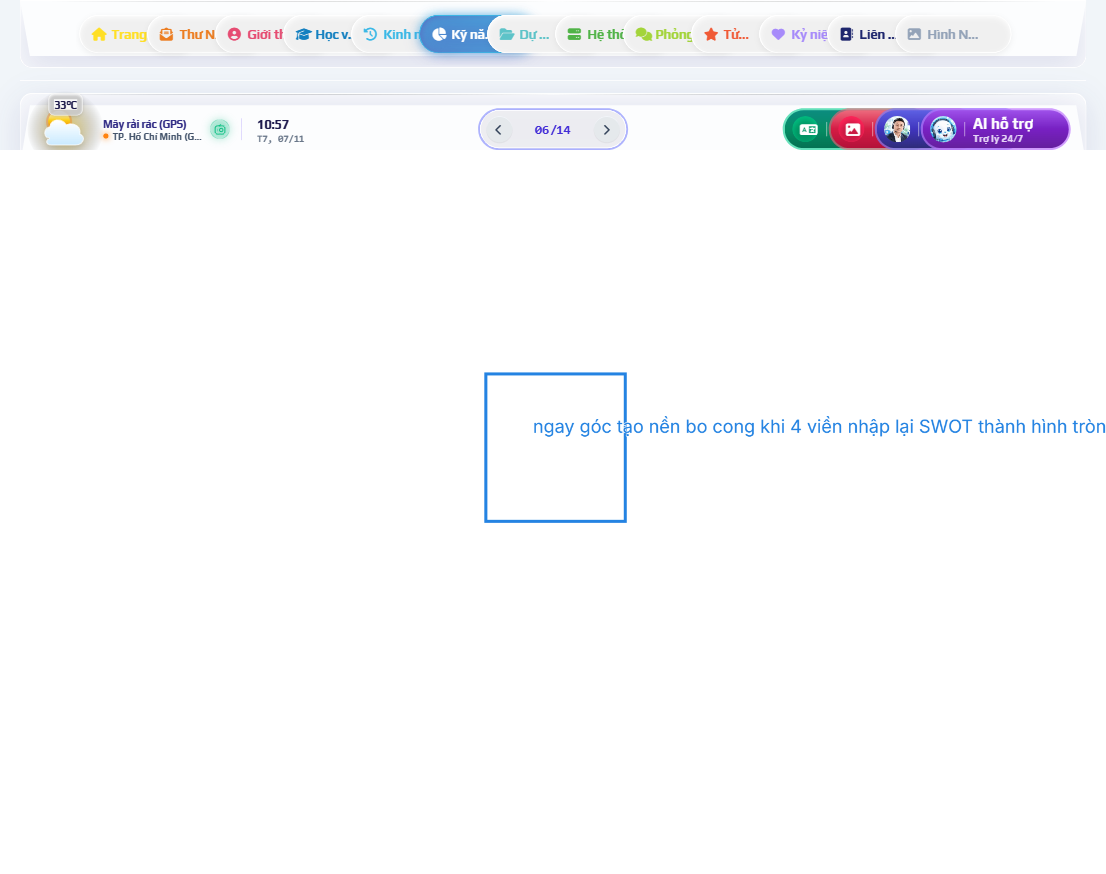 Trang
Thư N
Giới th
Học v.
Kinh n
Kỹ nă..
Dự ...
Hệ thố
Phỏng
Từ...
Kỷ niệ
Liên ..
Hình N...
33°C
Mây rải rác (GPS)
TP. Hồ Chí Minh (G...
10:57
T7, 07/11
06/14
AI hỗ trợ
Trợ lý 24/7
ngay góc tạo nền bo cong khi 4 viền nhập lại SWOT thành hình tròn